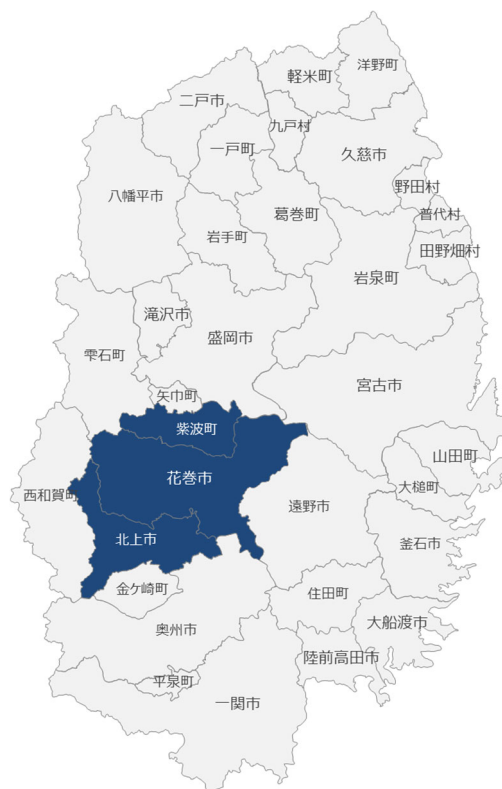 洋野町
軽米町
二戸市
九戸村
一戸町
久慈市
八幡平市
野田村
葛巻町
普代村
岩手町
田野畑村
岩泉町
滝沢市
盛岡市
雫石町
宮古市
矢巾町
紫波町
山田町
花巻市
大槌町
西和賀町
遠野市
北上市
釜石市
金ケ崎町
住田町
大船渡市
奥州市
陸前高田市
平泉町
一関市